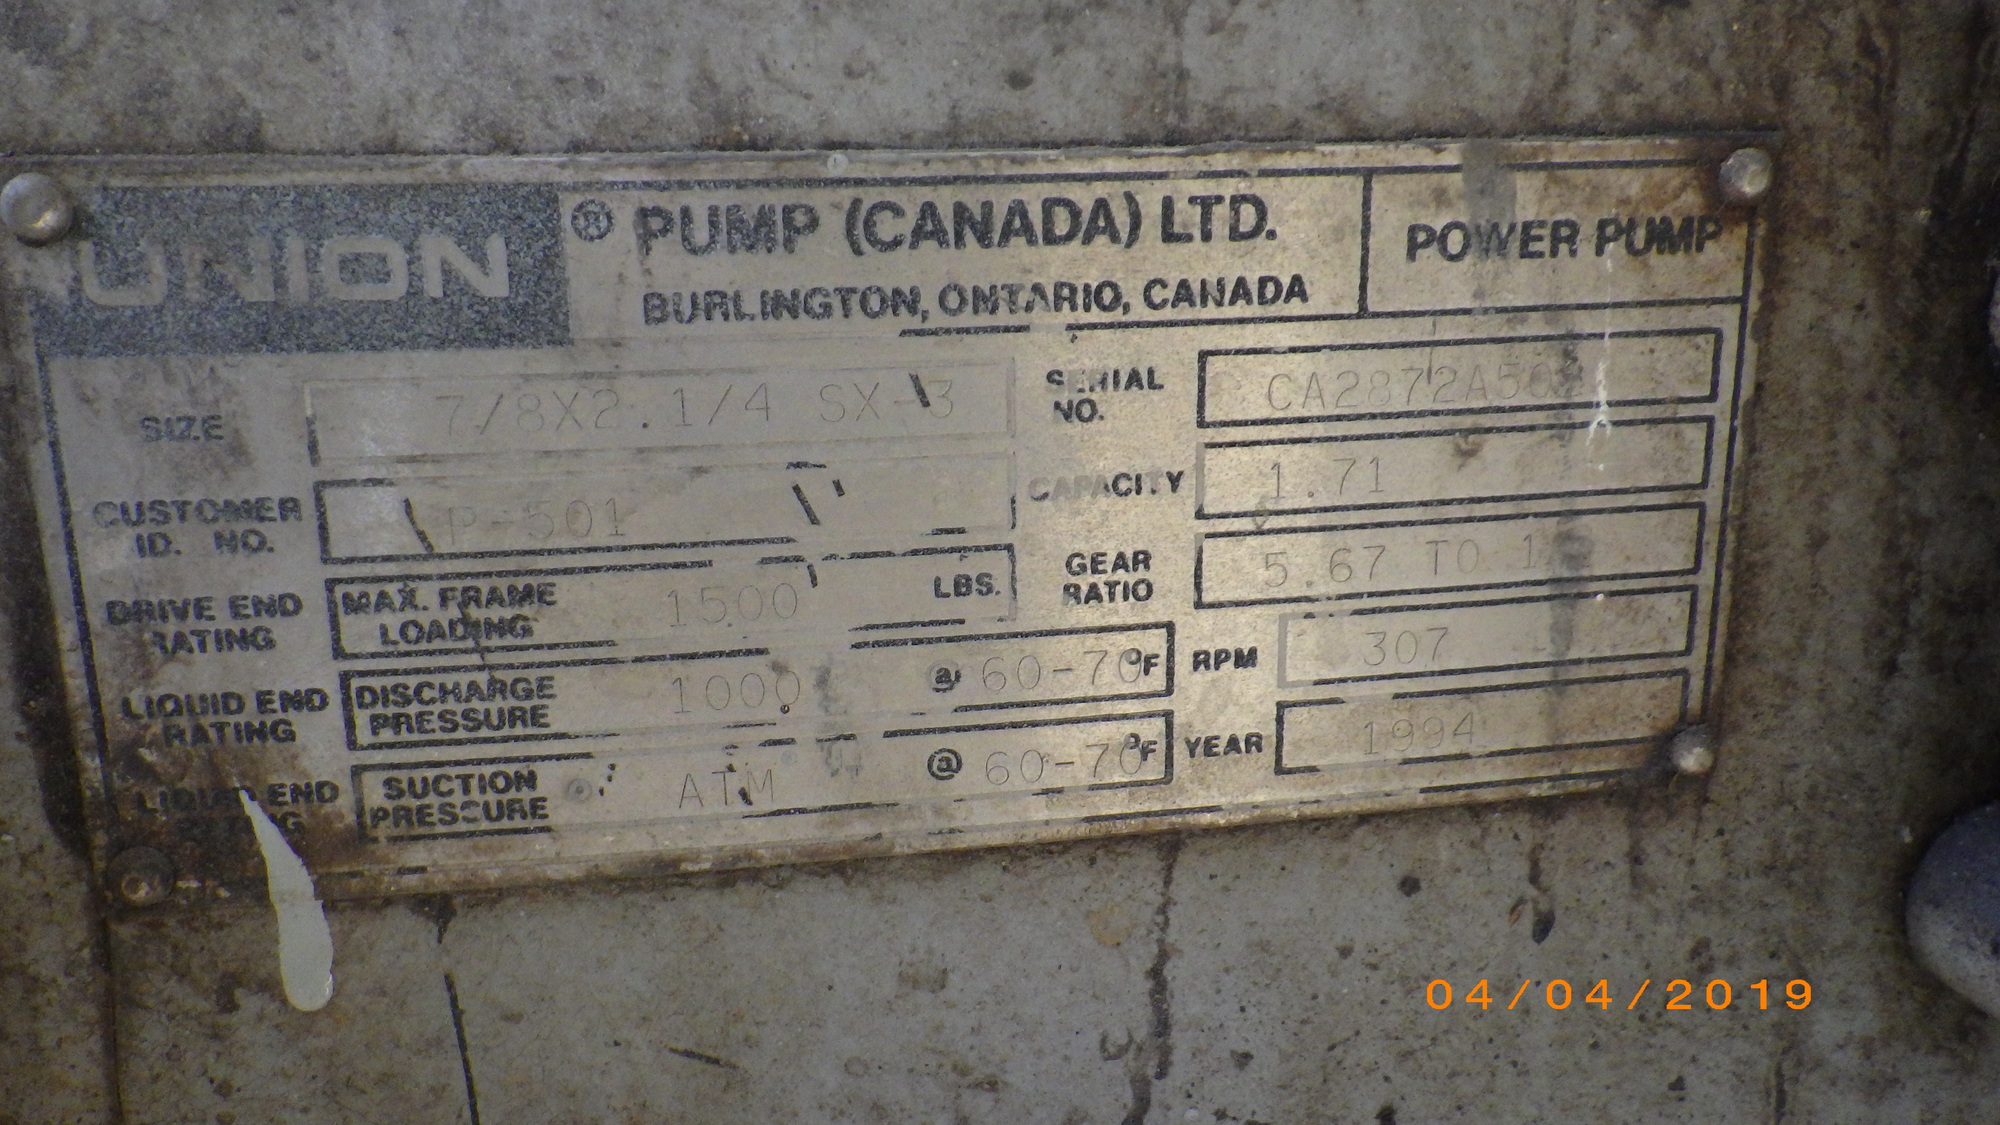 UNION ® PUMP (CANADA) LTD.
BURLINGTON, ONTARIO, CANADA
POWER PUMP
SIZE 7/8X2.1/4 SX-3
SERIAL NO.
CUSTOMER ID. NO. P-501
CAPACITY 1.71
DRIVE END RATING MAX. FRAME LOADING 1500 LBS.
GEAR RATIO 5.67 TO 1
LIQUID END RATING DISCHARGE PRESSURE 1000 @ 60-70 °F
RPM 307
LIQUID END RATING SUCTION PRESSURE ATM @ 60-70 °F
YEAR 1994
04/04/2019